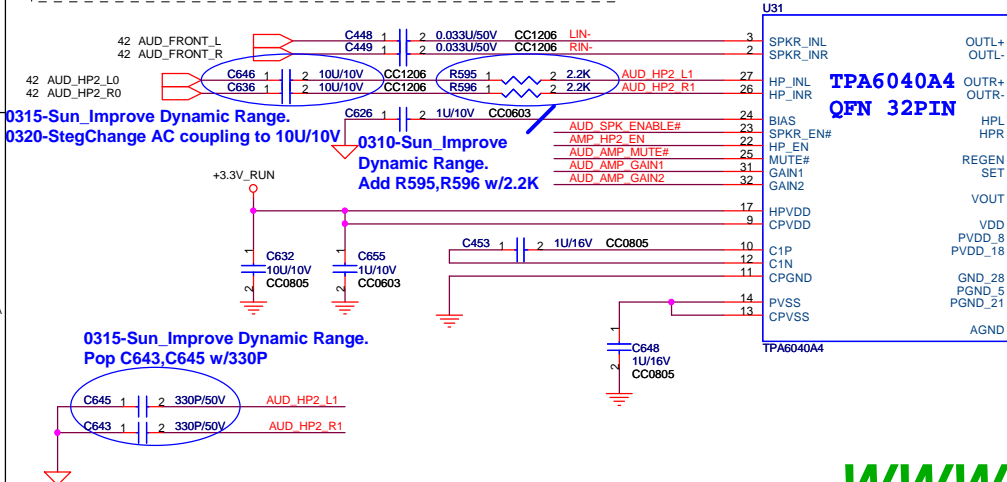 U31
42 AUD_FRONT_L
42 AUD_FRONT_R
C448 1 2 0.033U/50V CC1206 LIN-
C449 1 2 0.033U/50V CC1206 RIN-
42 AUD_HP2_L0
42 AUD_HP2_R0
C646 1 2 10U/10V CC1206 R595 1 2 2.2K AUD_HP2_L1
C636 1 2 10U/10V CC1206 R596 1 2 2.2K AUD_HP2_R1
0315-Sun_Improve Dynamic Range.
0320-StegChange AC coupling to 10U/10V
C626 1 2 1U/10V CC0603
0310-Sun_Improve
Dynamic Range.
Add R595,R596 w/2.2K
AUD_SPK_ENABLE#
AMP_HP2_EN
AUD_AMP_MUTE#
AUD_AMP_GAIN1
AUD_AMP_GAIN2
3 SPKR_INL
2 SPKR_INR
27 HP_INL
26 HP_INR
24 BIAS
23 SPKR_EN#
22 HP_EN
25 MUTE#
31 GAIN1
32 GAIN2
17 HPVDD
9 CPVDD
10 C1P
12 C1N
11 CPGND
14 PVSS
13 CPVSS
TPA6040A4
QFN 32PIN
OUTL+
OUTL-
OUTR+
OUTR-
HPL
HPR
REGEN
SET
VOUT
VDD
PVDD_8
PVDD_18
GND_28
PGND_5
PGND_21
AGND
TPA6040A4
+3.3V_RUN
1 2 C632
10U/10V
CC0805
1 2 C655
1U/10V
CC0603
C453 1 2 1U/16V CC0805
1 2 C648
1U/16V
CC0805
0315-Sun_Improve Dynamic Range.
Pop C643,C645 w/330P
C645 1 2 330P/50V AUD_HP2_L1
C643 1 2 330P/50V AUD_HP2_R1